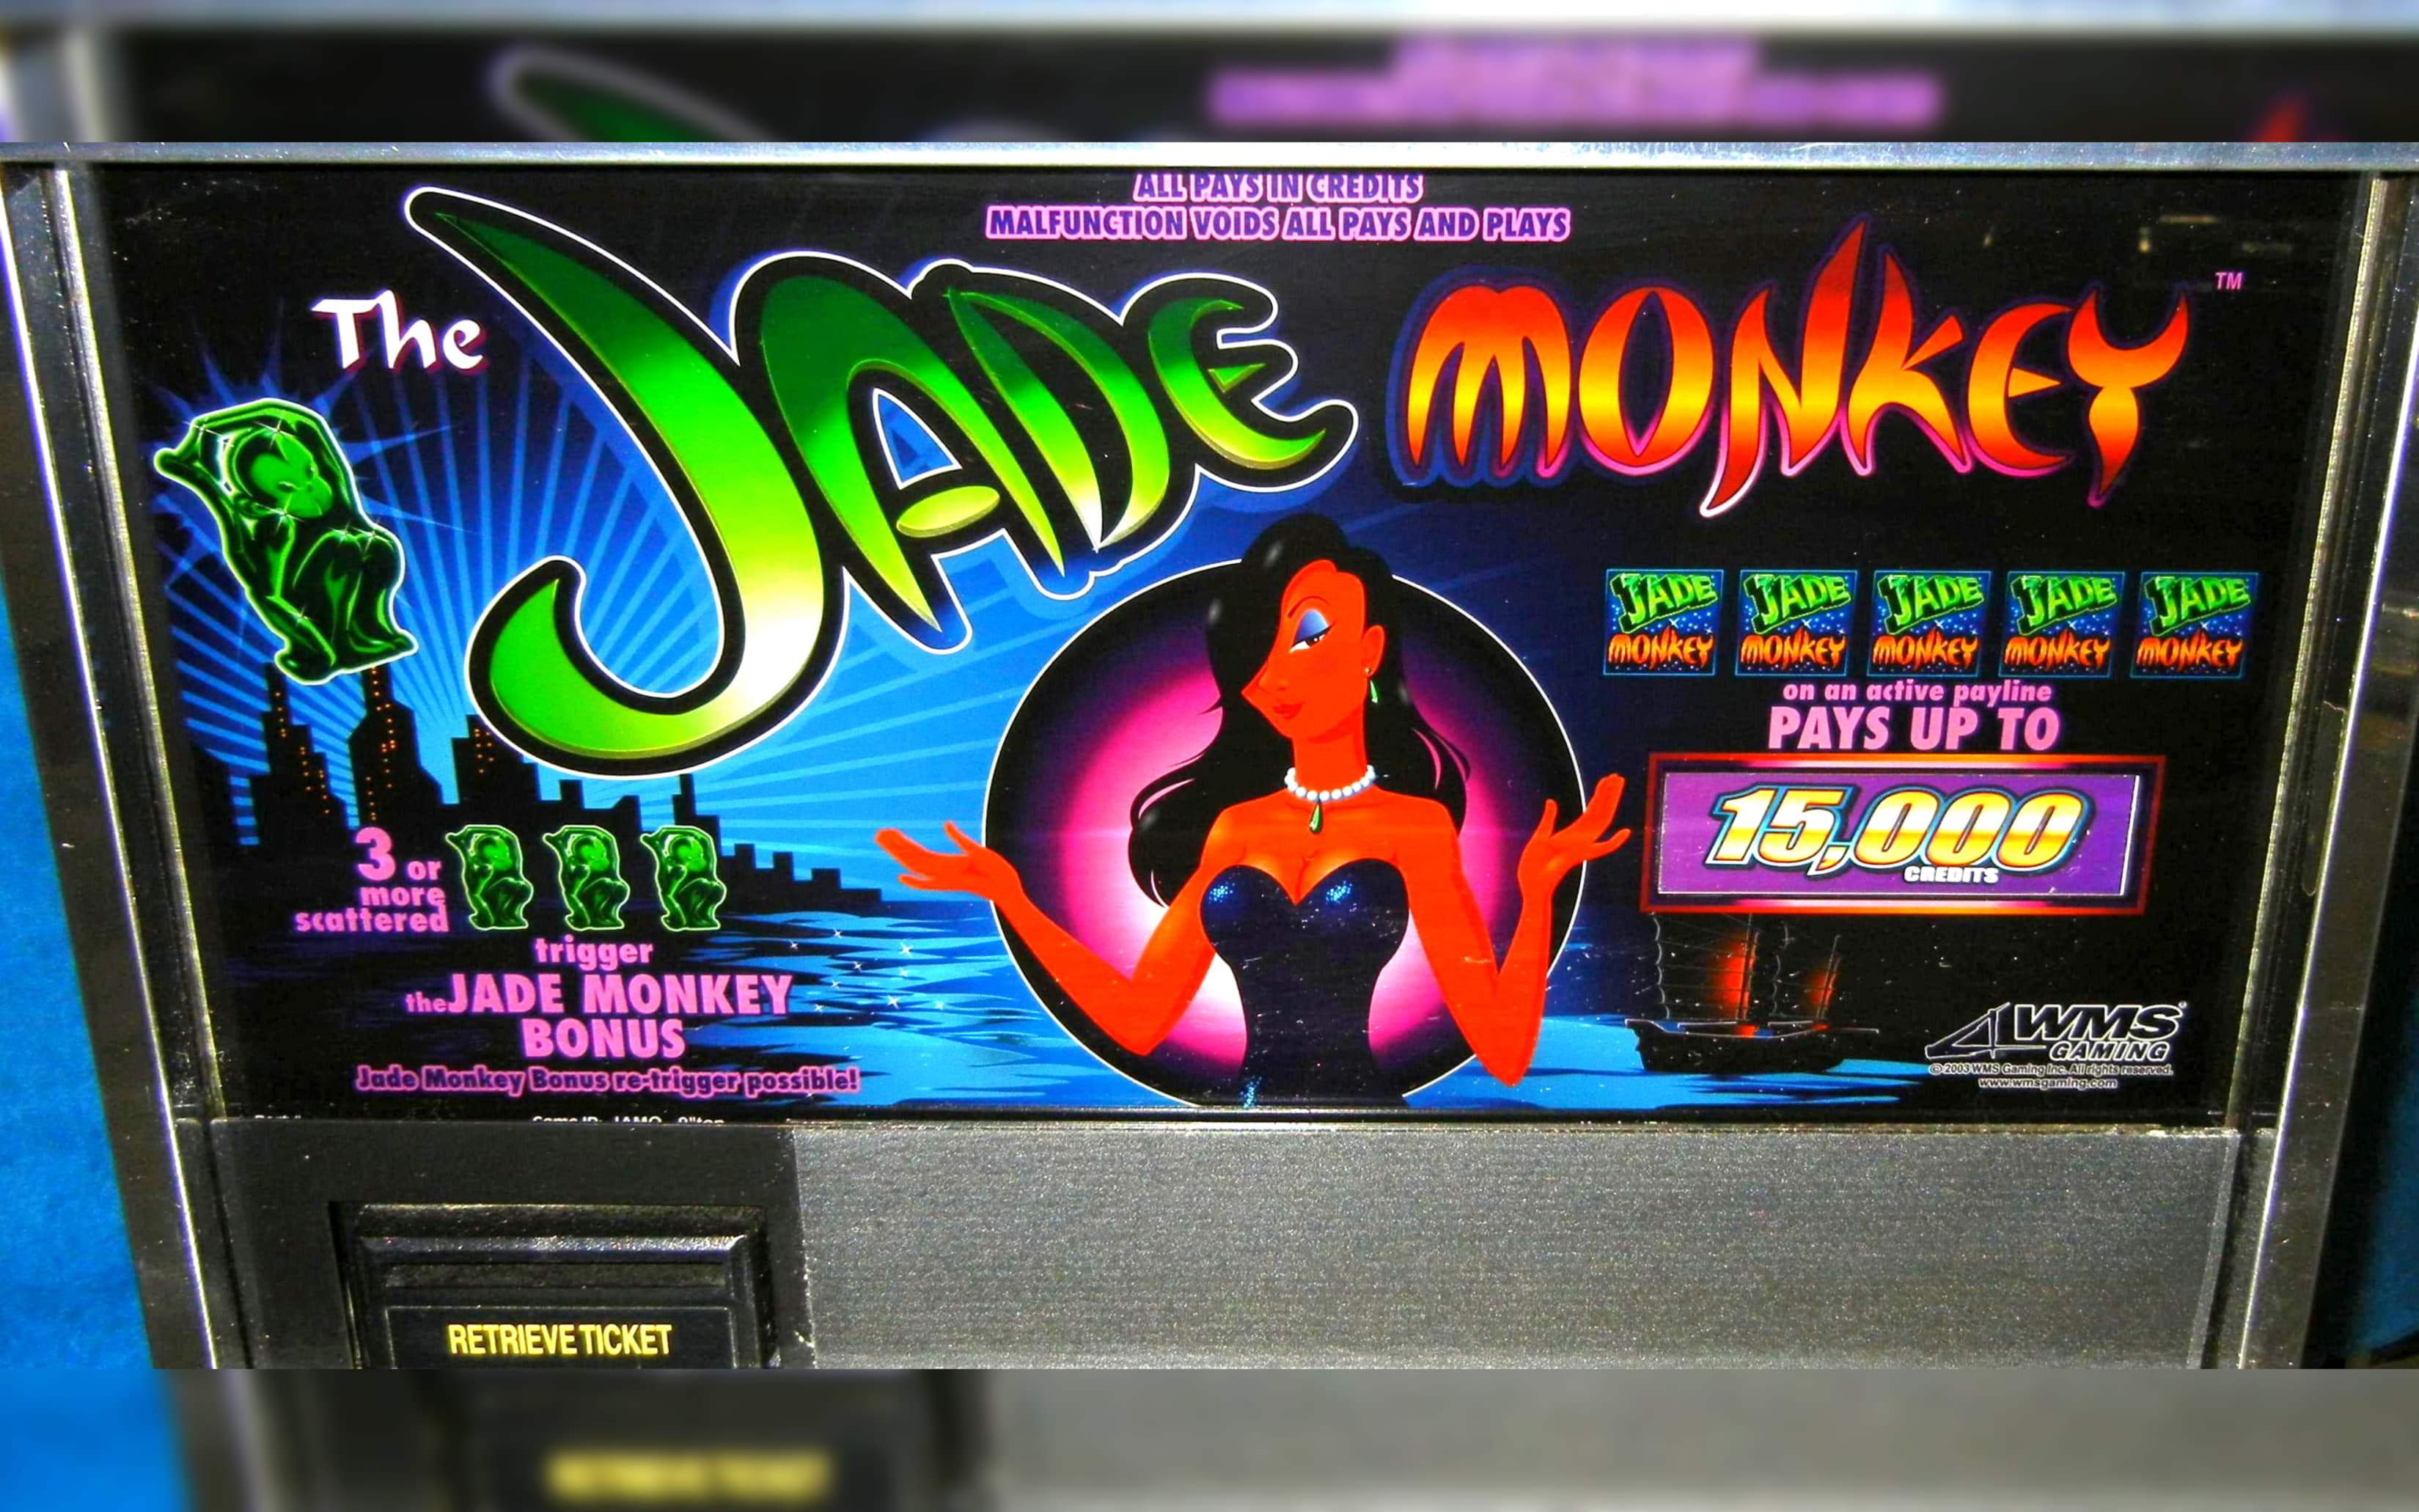 ALL PAYS IN CREDITS
MALFUNCTION VOIDS ALL PAYS AND PLAYS
The JADE MONKEY TM
JADE MONKEY
JADE MONKEY
JADE MONKEY
JADE MONKEY
JADE MONKEY
on an active payline
PAYS UP TO
15,000
CREDITS
3 or
more
scattered
trigger
the JADE MONKEY
BONUS
Jade Monkey Bonus re-trigger possible!
WMS®
GAMING
© 2003 WMS Gaming Inc. All rights reserved.
www.wmsgaming.com
RETRIEVE TICKET